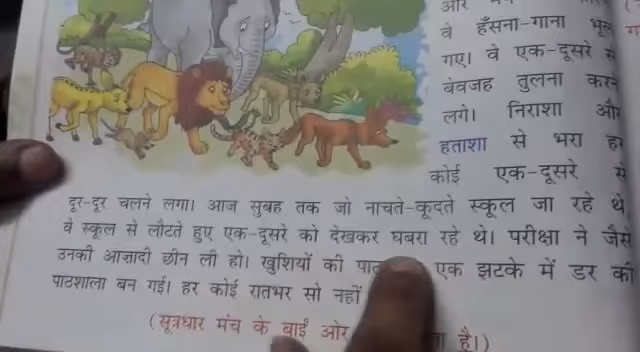 और
वे हँसना-गाना भूल
गए। वे एक-दूसरे से
बेवजह तुलना करने
लगे। निराशा और
हताशा से भरा हर
कोई एक-दूसरे से
दूर-दूर चलने लगा। आज सुबह तक जो नाचते-कूदते स्कूल जा रहे थे,
वे स्कूल से लौटते हुए एक-दूसरे को देखकर घबरा रहे थे। परीक्षा ने जैसे
उनकी आज़ादी छीन ली हो। खुशियों की एक झटके में डर की
पाठशाला बन गई। हर कोई रातभर सो नहीं
(सूत्रधार मंच के बाईं ओर है।)